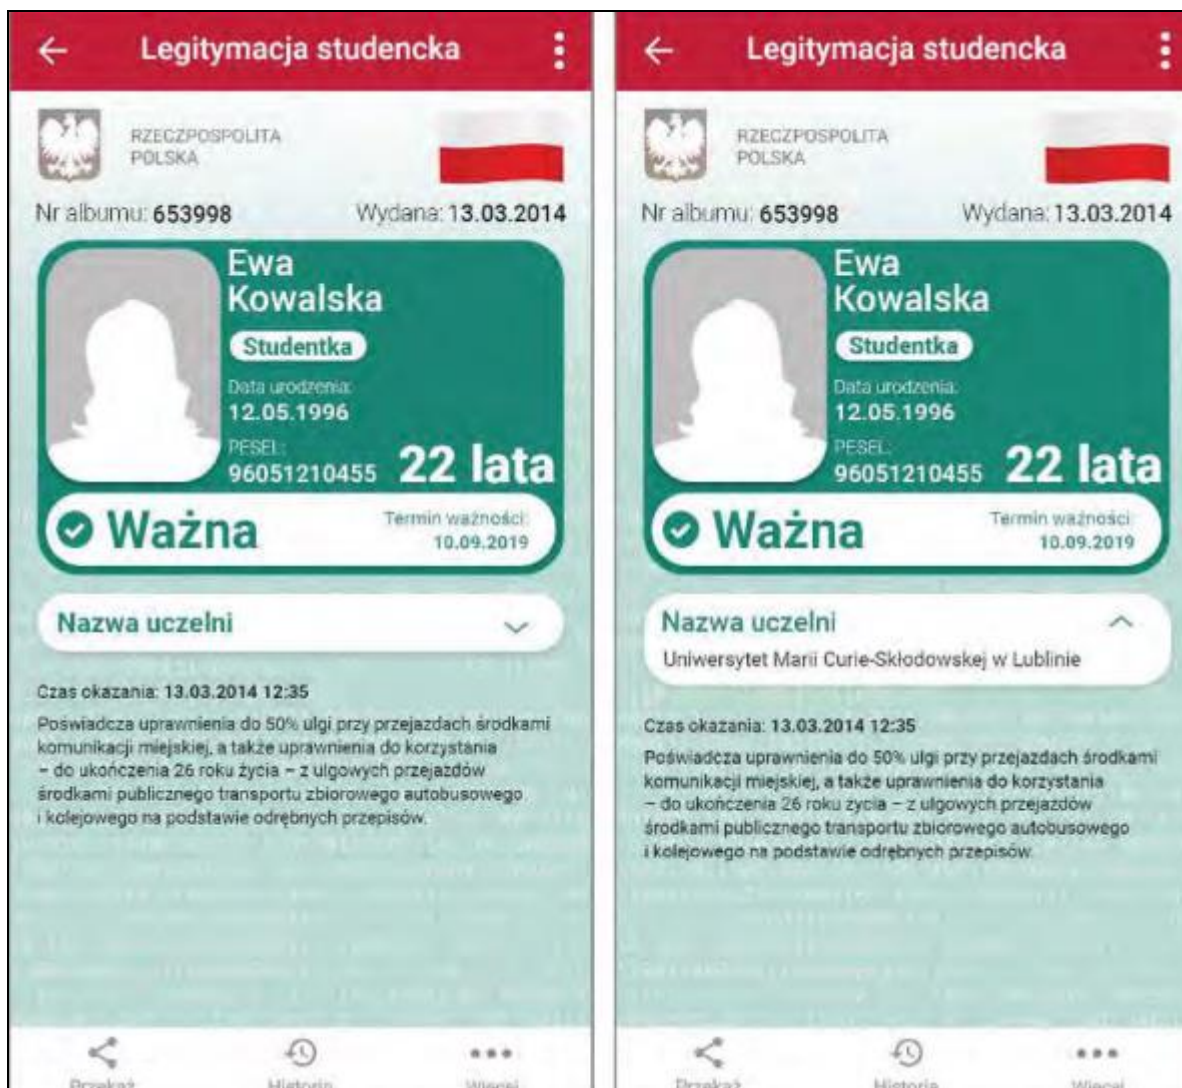 Legitymacja studencka
RZECZPOSPOLITA
POLSKA
Nr albumu: 653998 Wydana: 13.03.2014
Ewa
Kowalska
Studentka
Data urodzenia:
12.05.1996
PESEL:
96051210455 22 lata
Ważna
Termin ważności:
10.09.2019
Nazwa uczelni
Czas okazania: 13.03.2014 12:35
Poświadcza uprawnienia do 50% ulgi przy przejazdach środkami
komunikacji miejskiej, a także uprawnienia do korzystania
– do ukończenia 26 roku życia – z ulgowych przejazdów
środkami publicznego transportu zbiorowego autobusowego
i kolejowego na podstawie odrębnych przepisów.
Przekaż Historia Więcej
Legitymacja studencka
RZECZPOSPOLITA
POLSKA
Nr albumu: 653998 Wydana: 13.03.2014
Ewa
Kowalska
Studentka
Data urodzenia:
12.05.1996
PESEL:
96051210455 22 lata
Ważna
Termin ważności:
10.09.2019
Nazwa uczelni
Uniwersytet Marii Curie-Skłodowskej w Lublinie
Czas okazania: 13.03.2014 12:35
Poświadcza uprawnienia do 50% ulgi przy przejazdach środkami
komunikacji miejskiej, a także uprawnienia do korzystania
– do ukończenia 26 roku życia – z ulgowych przejazdów
środkami publicznego transportu zbiorowego autobusowego
i kolejowego na podstawie odrębnych przepisów.
Przekaż Historia Więcej